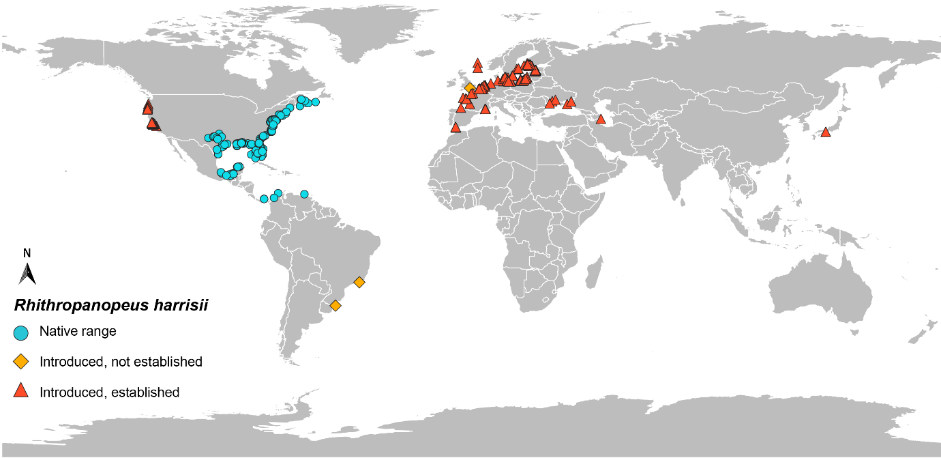 N
Rhithropanopeus harrisii
Native range
Introduced, not established
Introduced, established